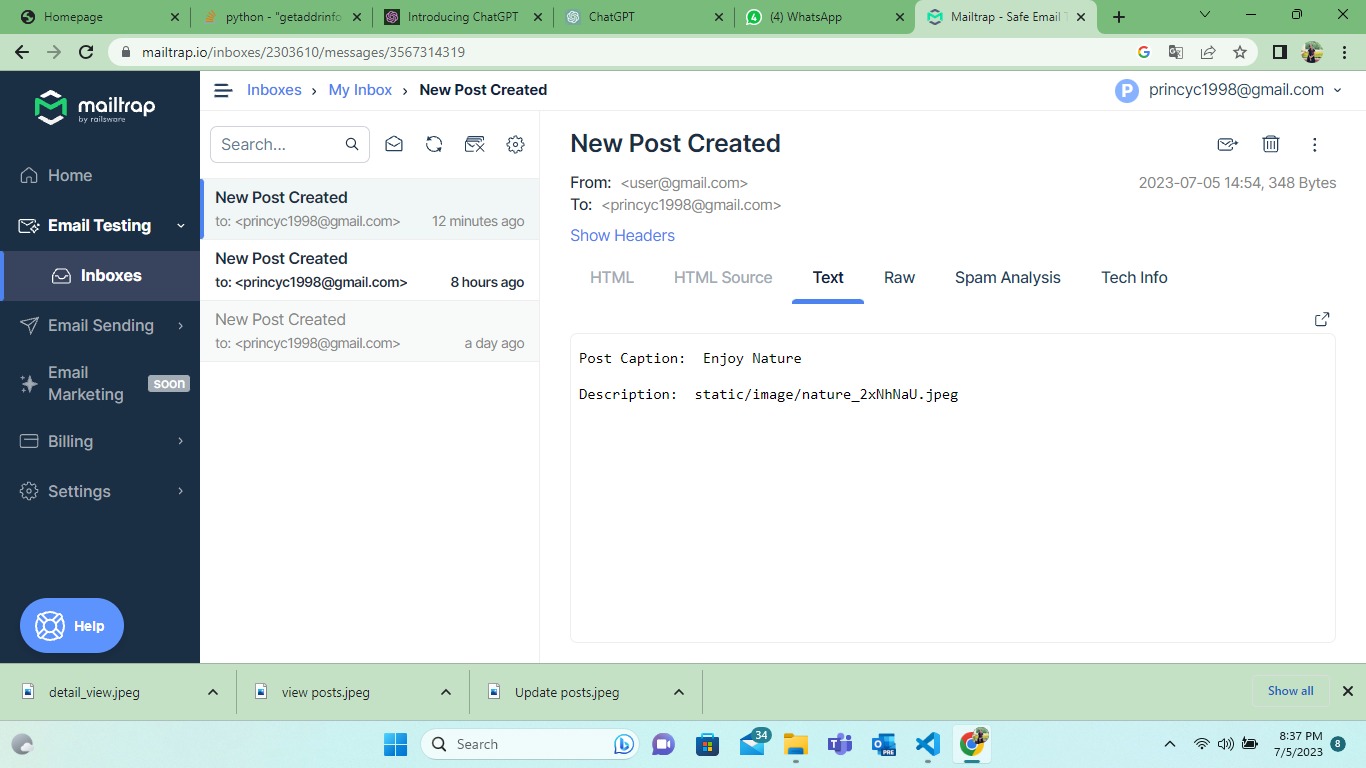 Homepage
python - "getaddrinfo
Introducing ChatGPT
ChatGPT
4
(4) WhatsApp
Mailtrap - Safe Email T
mailtrap.io/inboxes/2303610/messages/3567314319
mailtrap
by railsware
Inboxes › My Inbox › New Post Created
P princyc1998@gmail.com
Home
Email Testing
Inboxes
Email Sending
Email
Marketing
soon
Billing
Settings
Help
Search...
New Post Created
to: <princyc1998@gmail.com> 12 minutes ago
New Post Created
to: <princyc1998@gmail.com> 8 hours ago
New Post Created
to: <princyc1998@gmail.com> a day ago
New Post Created
From: <user@gmail.com> 2023-07-05 14:54, 348 Bytes
To: <princyc1998@gmail.com>
Show Headers
HTML HTML Source Text Raw Spam Analysis Tech Info
Post Caption: Enjoy Nature
Description: static/image/nature_2xNhNaU.jpeg
detail_view.jpeg view posts.jpeg Update posts.jpeg Show all
Search
34
PRE
8:37 PM
7/5/2023
8